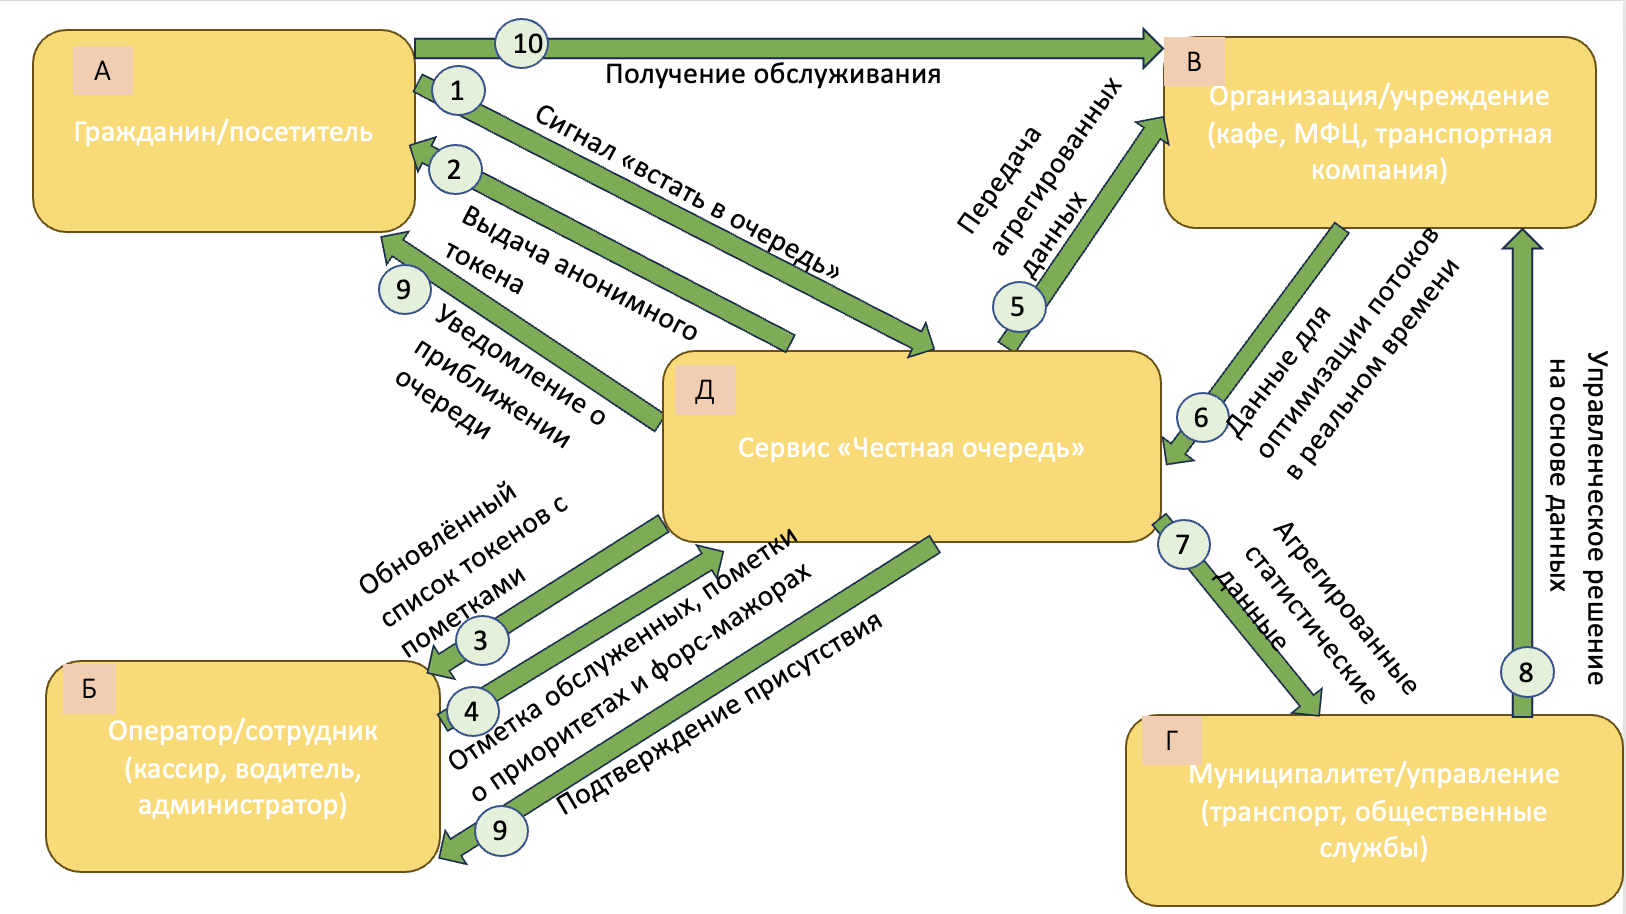 А
Гражданин/посетитель
10
Получение обслуживания
В
Организация/учреждение
(кафе, МФЦ, транспортная
компания)
1
Сигнал «встать в очередь»
2
Выдача анонимного
токена
9
Уведомление о
приближении
очереди
5
Передача
агрегированных
данных
6
Данные для
оптимизации потоков
в реальном времени
Д
Сервис «Честная очередь»
3
Обновлённый
список токенов с
пометками
4
Отметка обслуженных, пометки
о приоритетах и форс-мажорах
9
Подтверждение присутствия
7
Агрегированные
статистические
данные
8
Управленческое решение
на основе данных
Б
Оператор/сотрудник
(кассир, водитель,
администратор)
Г
Муниципалитет/управление
(транспорт, общественные
службы)